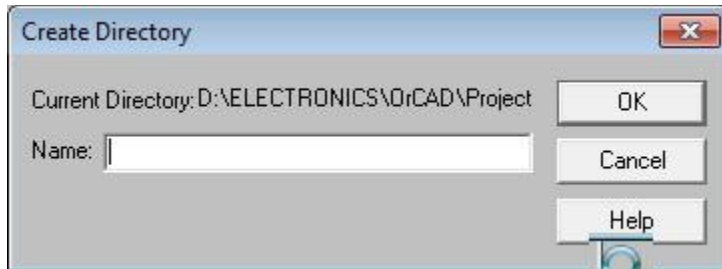 Create Directory
Current Directory: D:\ELECTRONICS\OrCAD\Project
OK
Name:
Cancel
Help